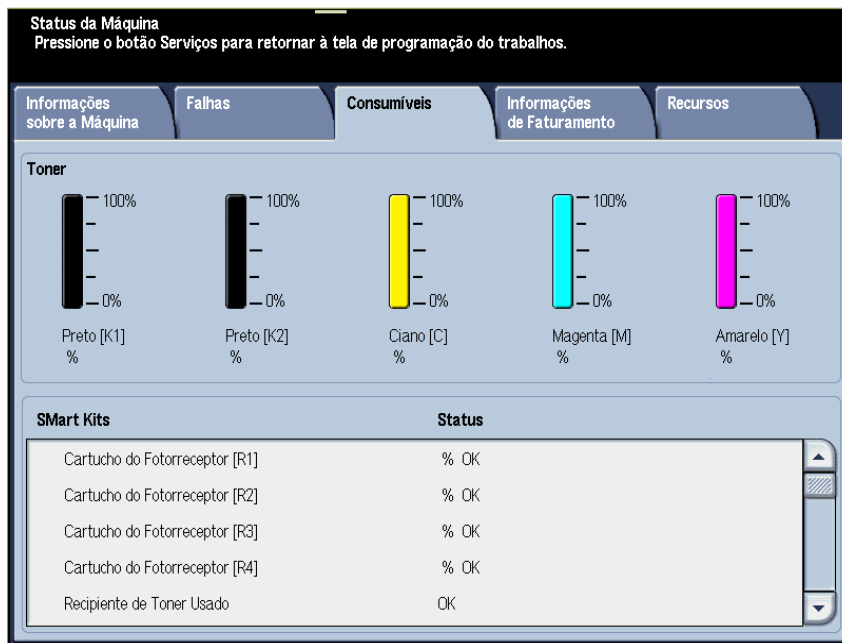 Status da Máquina
Pressione o botão Serviços para retornar à tela de programação do trabalhos.
Informações
sobre a Máquina
Falhas
Consumíveis
Informações
de Faturamento
Recursos
Toner
100% 100% 100% 100% 100%
0% 0% 0% 0% 0%
Preto [K1] Preto [K2] Ciano [C] Magenta [M] Amarelo [Y]
% % % % %
SMart Kits Status
Cartucho do Fotorreceptor [R1] % OK
Cartucho do Fotorreceptor [R2] % OK
Cartucho do Fotorreceptor [R3] % OK
Cartucho do Fotorreceptor [R4] % OK
Recipiente de Toner Usado OK